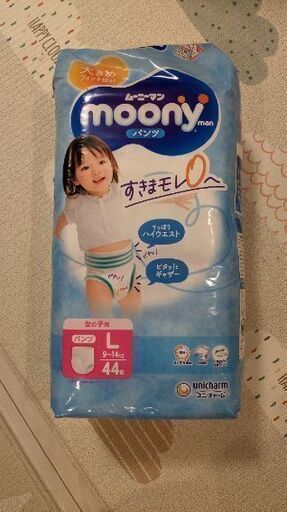 HAPPY CLOU
大きめ
ムーニーマン
moony
man
パンツ
すきまモレ0へ
すっぽり
ハイウエスト
ピタッ!と
ギャザー
女の子用
パンツ
L
9~14kg
44枚
unicharm
ユニ・チャーム